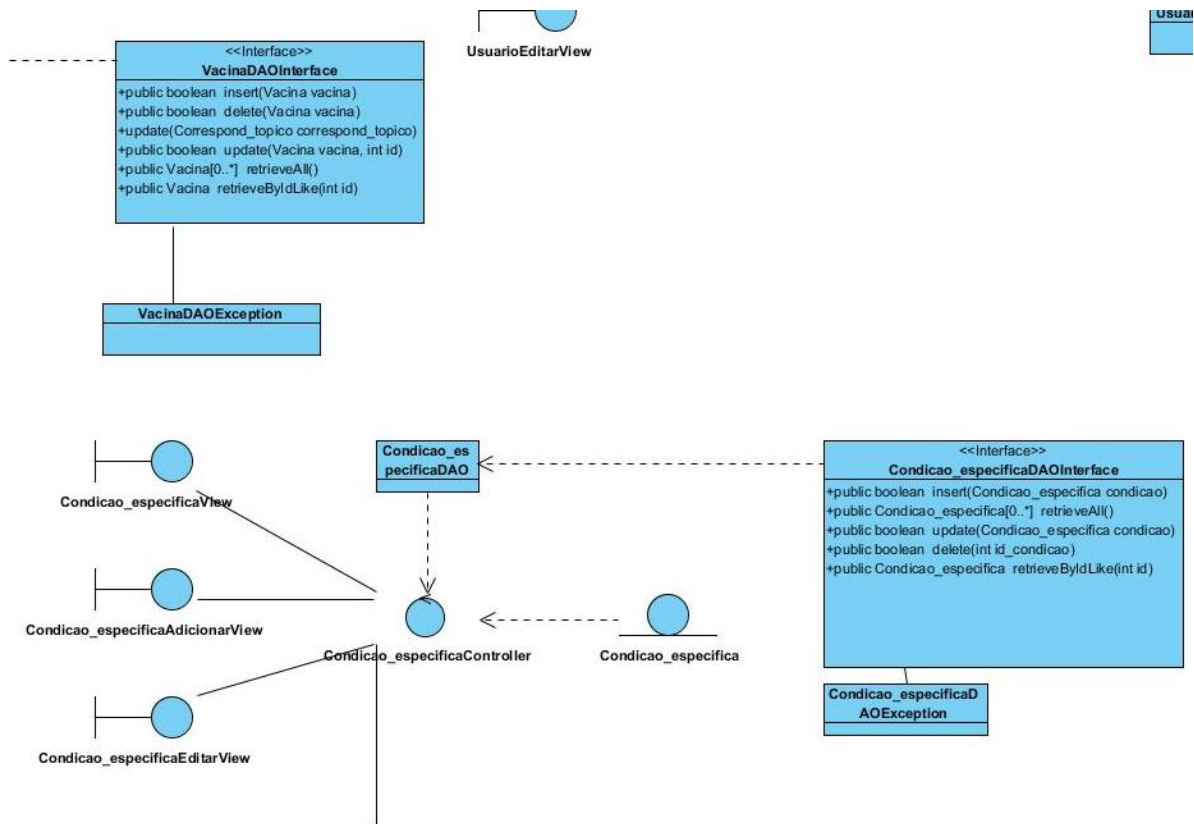 UsuarioEditarView
<<Interface>>
VacinaDAOInterface
+public boolean insert(Vacina vacina)
+public boolean delete(Vacina vacina)
+update(Correspond_topico correspond_topico)
+public boolean update(Vacina vacina, int id)
+public Vacina[0..*] retrieveAll()
+public Vacina retrieveByIdLike(int id)
VacinaDAOException
Condicao_especificaView
Condicao_es
pecificaDAO
<<Interface>>
Condicao_especificaDAOInterface
+public boolean insert(Condicao_especifica condicao)
+public Condicao_especifica[0..*] retrieveAll()
+public boolean update(Condicao_especifica condicao)
+public boolean delete(int id_condicao)
+public Condicao_especifica retrieveByIdLike(int id)
Condicao_especificaAdicionarView
Condicao_especificaController
Condicao_especifica
Condicao_especificaD
AOException
Condicao_especificaEditarView